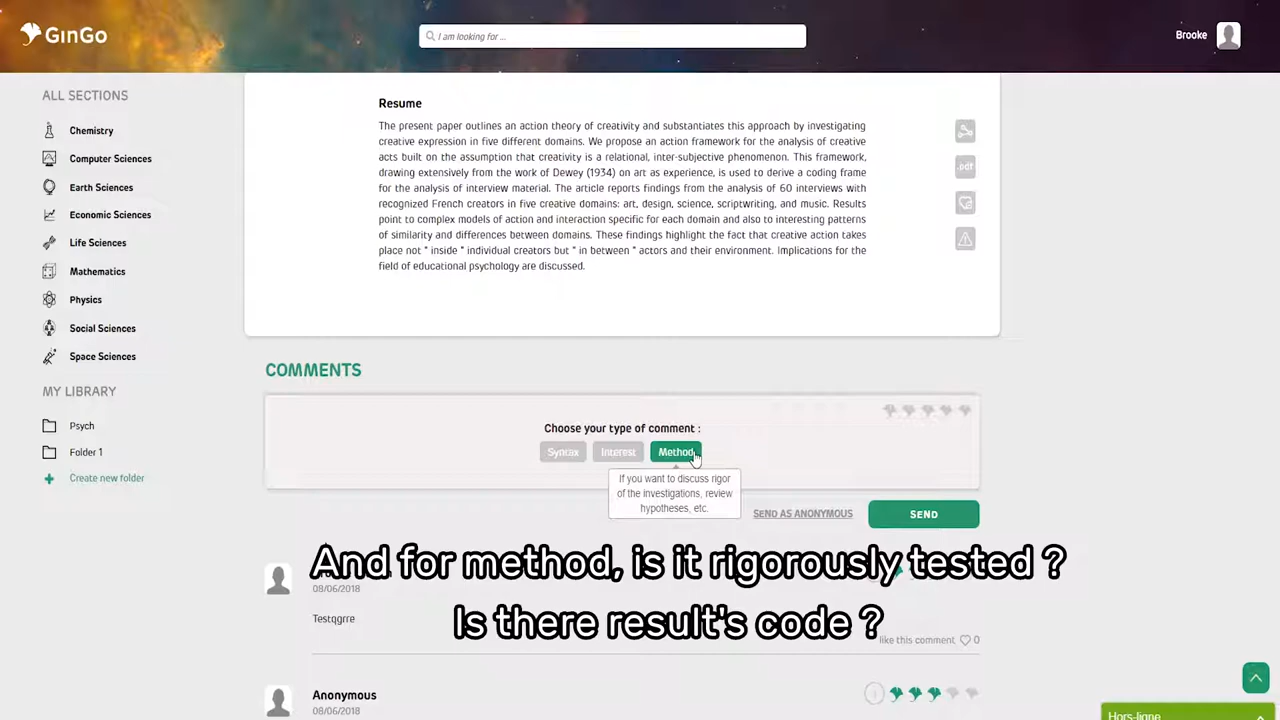 GinGo
I am looking for ...
Brooke
ALL SECTIONS
Chemistry
Computer Sciences
Earth Sciences
Economic Sciences
Life Sciences
Mathematics
Physics
Social Sciences
Space Sciences
MY LIBRARY
Psych
Folder 1
Create new folder
Resume
The present paper outlines an action theory of creativity and substantiates this approach by investigating
creative expression in five different domains. We propose an action framework for the analysis of creative
acts built on the assumption that creativity is a relational, inter-subjective phenomenon. This framework,
drawing extensively from the work of Dewey (1934) on art as experience, is used to derive a coding frame
for the analysis of interview material. The article reports findings from the analysis of 60 interviews with
recognized French creators in five creative domains: art, design, science, scriptwriting, and music. Results
point to complex models of action and interaction specific for each domain and also to interesting patterns
of similarity and differences between domains. These findings highlight the fact that creative action takes
place not " inside " individual creators but " in between " actors and their environment. Implications for the
field of educational psychology are discussed.
.pdf
COMMENTS
Choose your type of comment :
Syntax
Interest
Method
If you want to discuss rigor
of the investigations, review
hypotheses, etc.
SEND AS ANONYMOUS
SEND
And for method, is it rigorously tested ?
Is there result's code ?
08/06/2018
Testqgrre
like this comment
0
Anonymous
08/06/2018
Hors-ligne